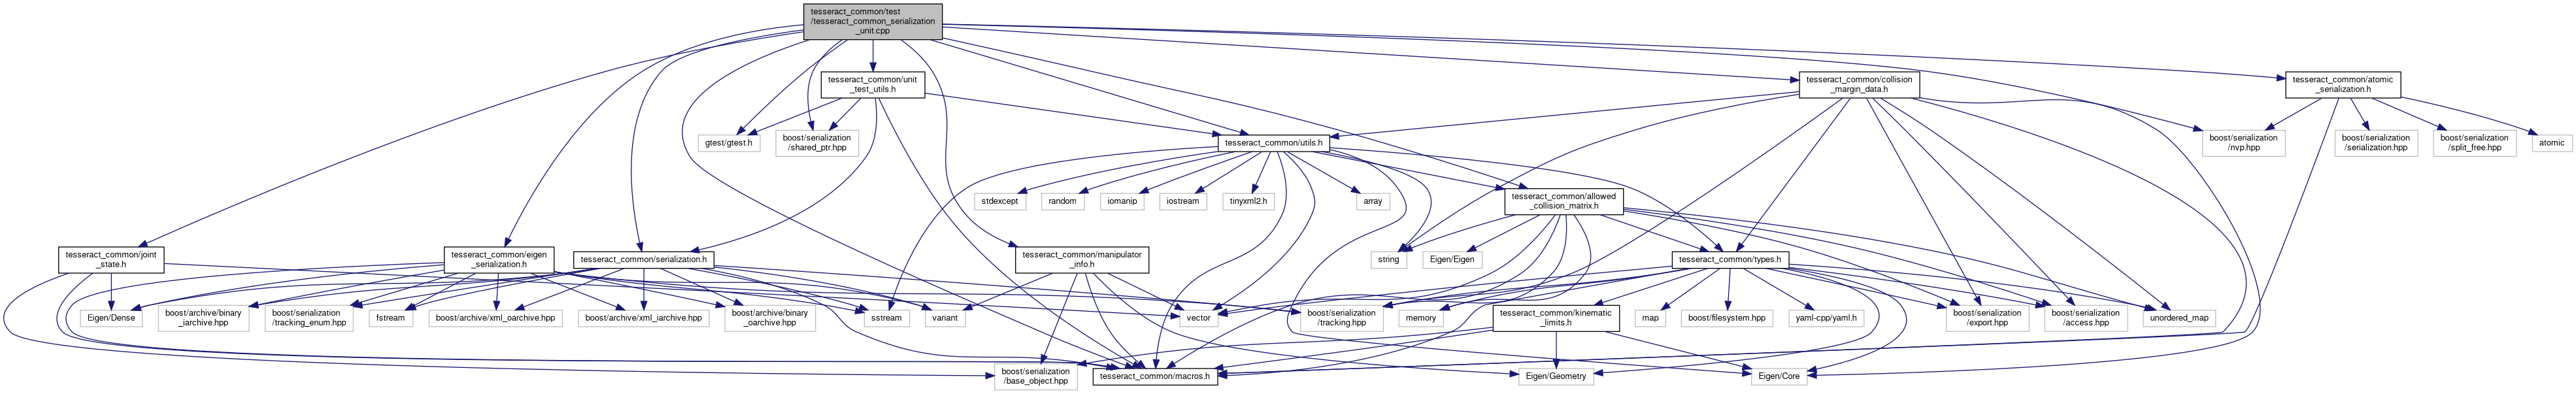 tesseract_common/test
/tesseract_common_serialization
_unit.cpp
tesseract_common/unit
_test_utils.h
tesseract_common/collision
_margin_data.h
tesseract_common/atomic
_serialization.h
gtest/gtest.h
boost/serialization
/shared_ptr.hpp
tesseract_common/utils.h
boost/serialization
/nvp.hpp
boost/serialization
/serialization.hpp
boost/serialization
/split_free.hpp
atomic
stdexcept
random
iomanip
iostream
tinyxml2.h
array
tesseract_common/allowed
_collision_matrix.h
tesseract_common/joint
_state.h
tesseract_common/eigen
_serialization.h
tesseract_common/serialization.h
tesseract_common/manipulator
_info.h
string
Eigen/Eigen
tesseract_common/types.h
Eigen/Dense
boost/archive/binary
_iarchive.hpp
boost/serialization
/tracking_enum.hpp
fstream
boost/archive/xml_oarchive.hpp
boost/archive/xml_iarchive.hpp
boost/archive/binary
_oarchive.hpp
sstream
variant
vector
boost/serialization
/tracking.hpp
memory
tesseract_common/kinematic
_limits.h
map
boost/filesystem.hpp
yaml-cpp/yaml.h
boost/serialization
/export.hpp
boost/serialization
/access.hpp
unordered_map
boost/serialization
/base_object.hpp
tesseract_common/macros.h
Eigen/Geometry
Eigen/Core